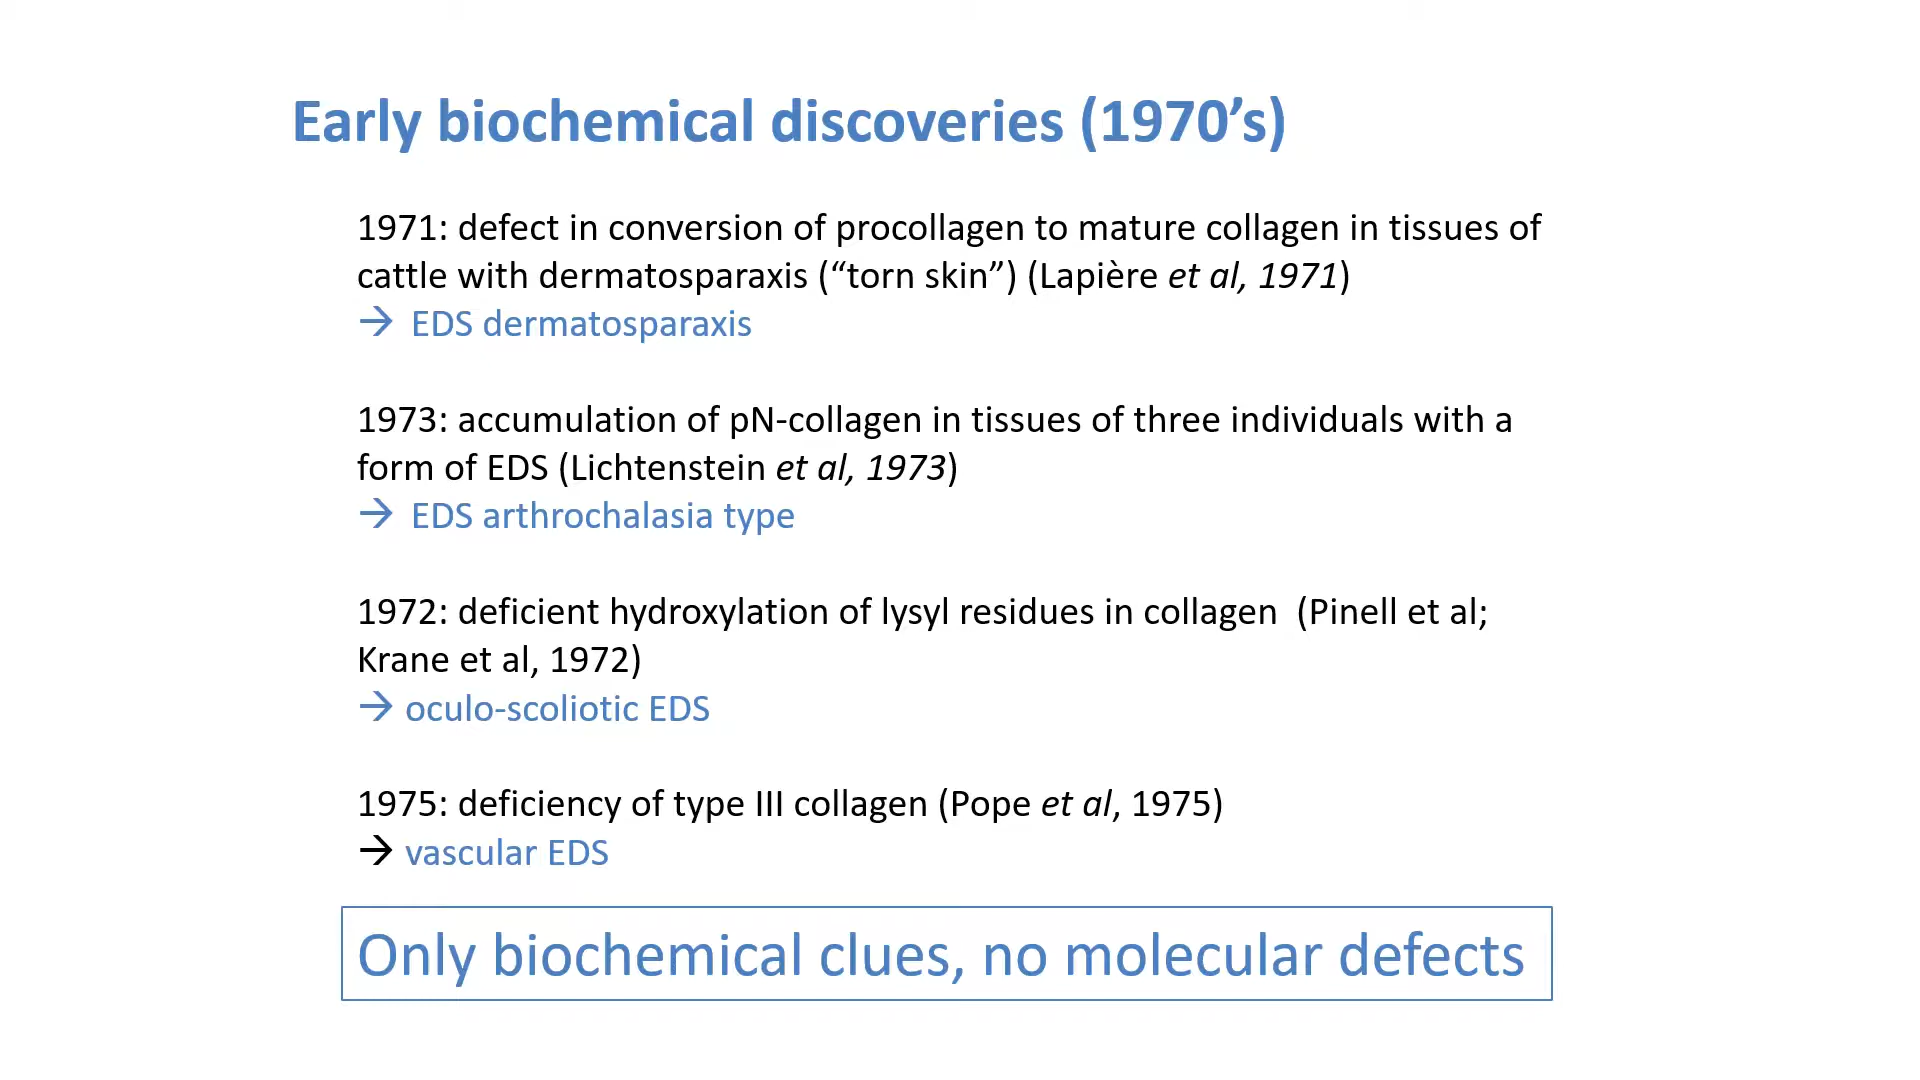 Early biochemical discoveries (1970’s)
1971: defect in conversion of procollagen to mature collagen in tissues of
cattle with dermatosparaxis (“torn skin”) (Lapière et al, 1971)
→ EDS dermatosparaxis
1973: accumulation of pN-collagen in tissues of three individuals with a
form of EDS (Lichtenstein et al, 1973)
→ EDS arthrochalasia type
1972: deficient hydroxylation of lysyl residues in collagen  (Pinell et al;
Krane et al, 1972)
→ oculo-scoliotic EDS
1975: deficiency of type III collagen (Pope et al, 1975)
→ vascular EDS
Only biochemical clues, no molecular defects